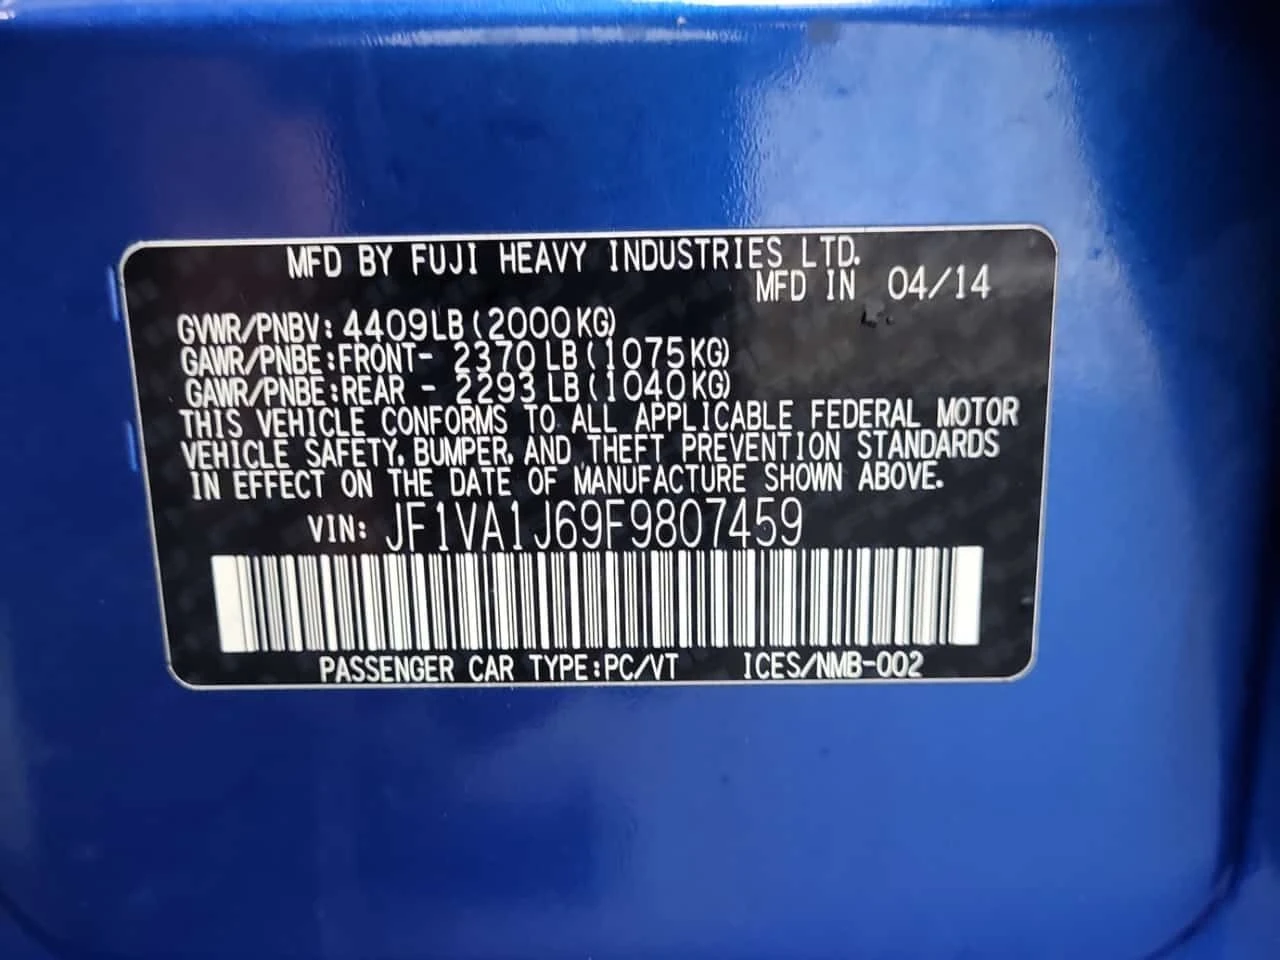 MFD BY FUJI HEAVY INDUSTRIES LTD.
MFD IN 04/14
GVWR/PNBV: 4409LB(2000KG)
GAWR/PNBE:FRONT- 2370LB(1075KG)
GAWR/PNBE:REAR - 2293LB(1040KG)
THIS VEHICLE CONFORMS TO ALL APPLICABLE FEDERAL MOTOR
VEHICLE SAFETY, BUMPER, AND THEFT PREVENTION STANDARDS
IN EFFECT ON THE DATE OF MANUFACTURE SHOWN ABOVE.
VIN: JF1VA1J69F9807459
PASSENGER CAR TYPE:PC/VT ICES/NMB-002